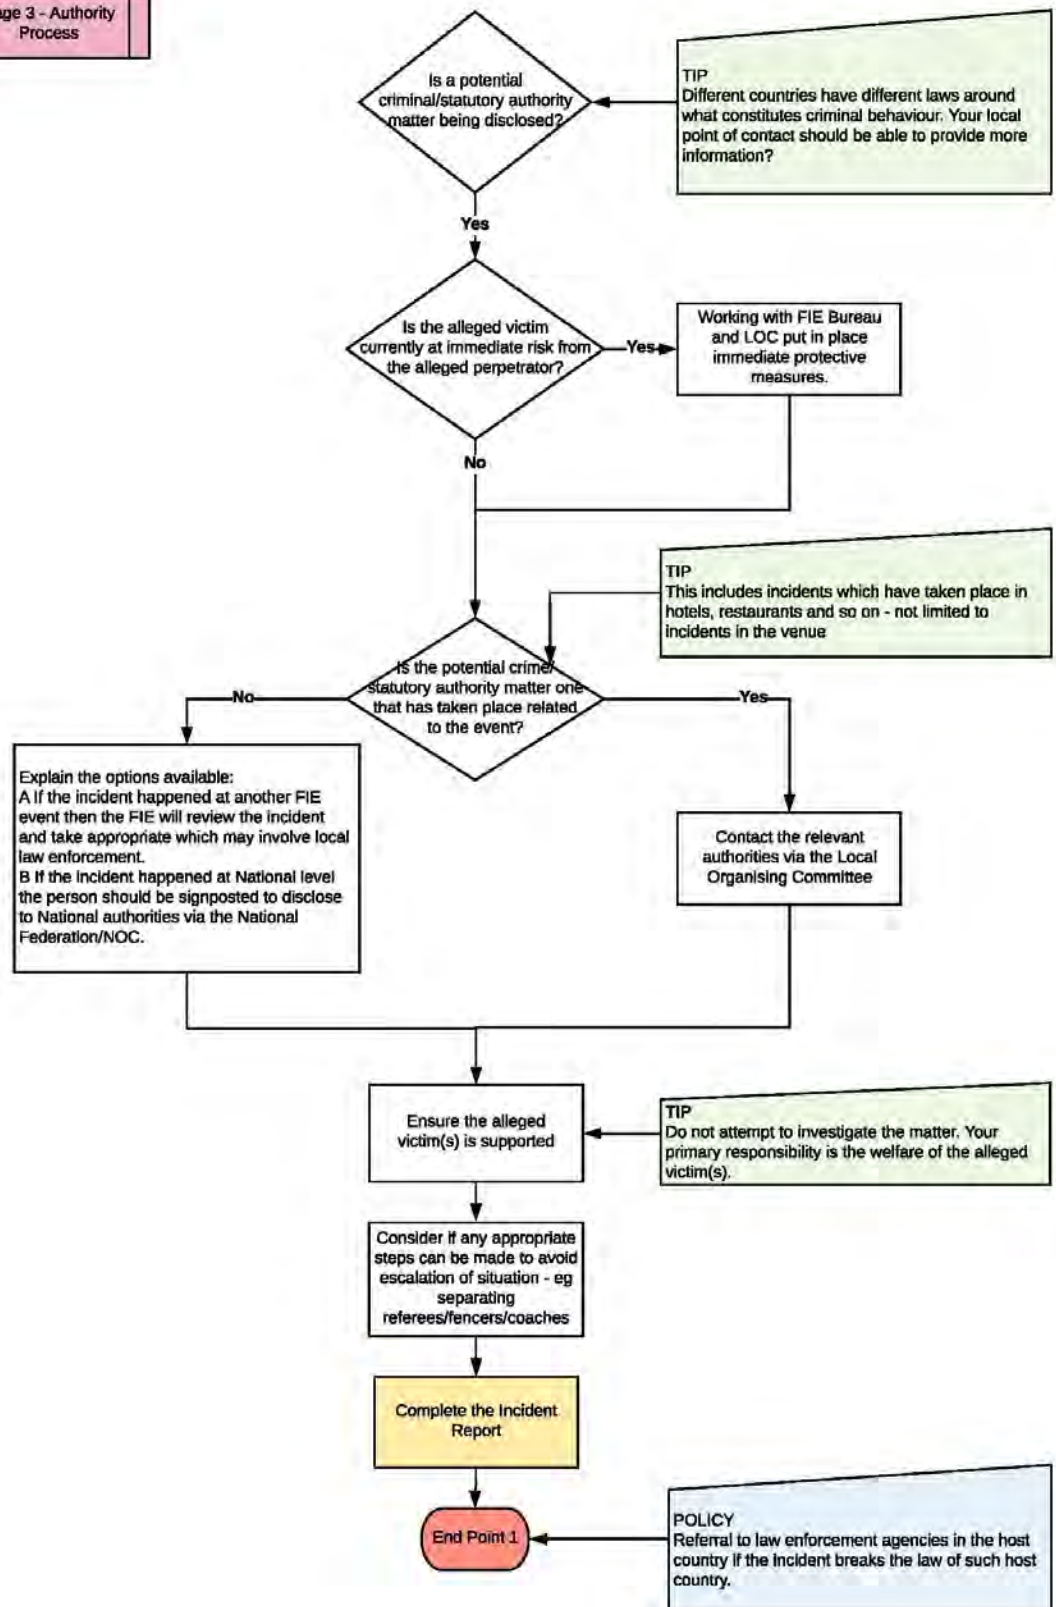 age 3 - Authority
Process
Is a potential
criminal/statutory authority
matter being disclosed?
TIP
Different countries have different laws around
what constitutes criminal behaviour. Your local
point of contact should be able to provide more
information?
Yes
Is the alleged victim
currently at immediate risk from
the alleged perpetrator?
Yes
Working with FIE Bureau
and LOC put in place
immediate protective
measures.
No
TIP
This includes incidents which have taken place in
hotels, restaurants and so on - not limited to
incidents in the venue
Is the potential crime/
statutory authority matter one
that has taken place related
to the event?
No
Yes
Explain the options available:
A If the incident happened at another FIE
event then the FIE will review the incident
and take appropriate which may involve local
law enforcement.
B If the incident happened at National level
the person should be signposted to disclose
to National authorities via the National
Federation/NOC.
Contact the relevant
authorities via the Local
Organising Committee
Ensure the alleged
victim(s) is supported
TIP
Do not attempt to investigate the matter. Your
primary responsibility is the welfare of the alleged
victim(s).
Consider if any appropriate
steps can be made to avoid
escalation of situation - eg
separating
referees/fencers/coaches
Complete the Incident
Report
End Point 1
POLICY
Referral to law enforcement agencies in the host
country if the incident breaks the law of such host
country.